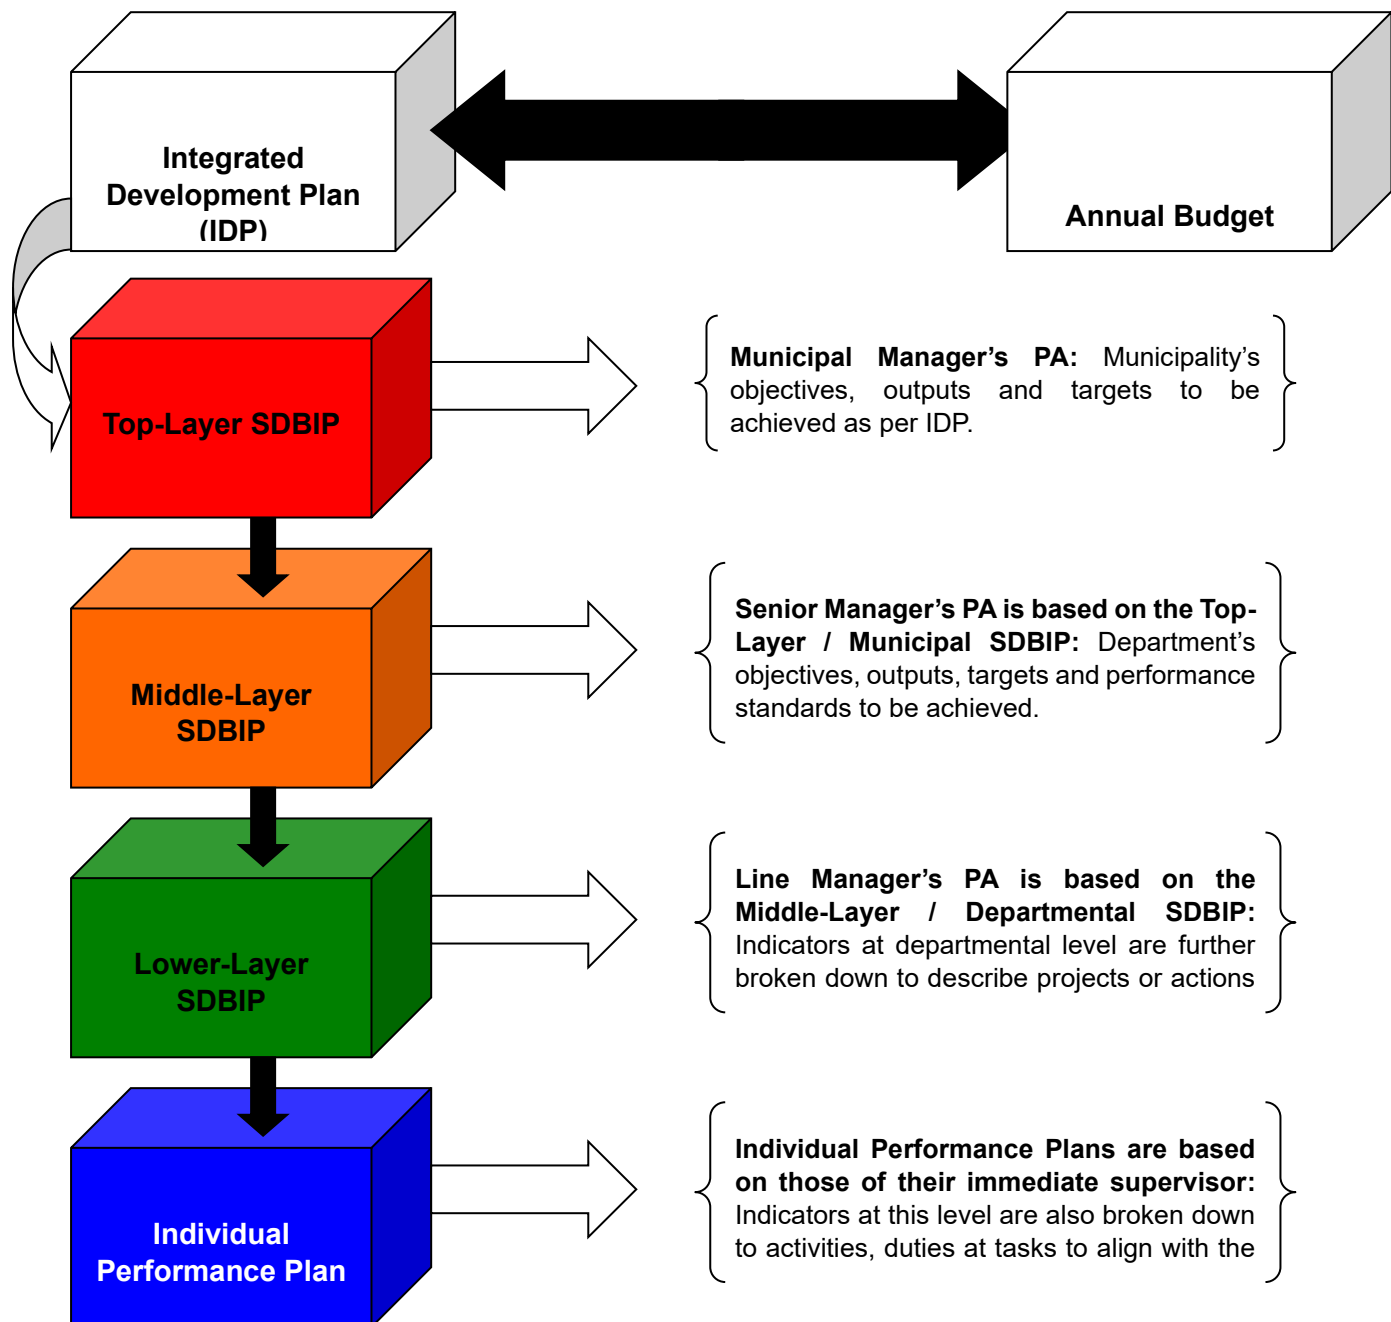 Integrated
Development Plan
(IDP)
Annual Budget
Top-Layer SDBIP
Municipal Manager’s PA: Municipality’s
objectives, outputs and targets to be
achieved as per IDP.
Middle-Layer
SDBIP
Senior Manager’s PA is based on the Top-
Layer / Municipal SDBIP: Department’s
objectives, outputs, targets and performance
standards to be achieved.
Lower-Layer
SDBIP
Line Manager’s PA is based on the
Middle-Layer / Departmental SDBIP:
Indicators at departmental level are further
broken down to describe projects or actions
Individual
Performance Plan
Individual Performance Plans are based
on those of their immediate supervisor:
Indicators at this level are also broken down
to activities, duties at tasks to align with the